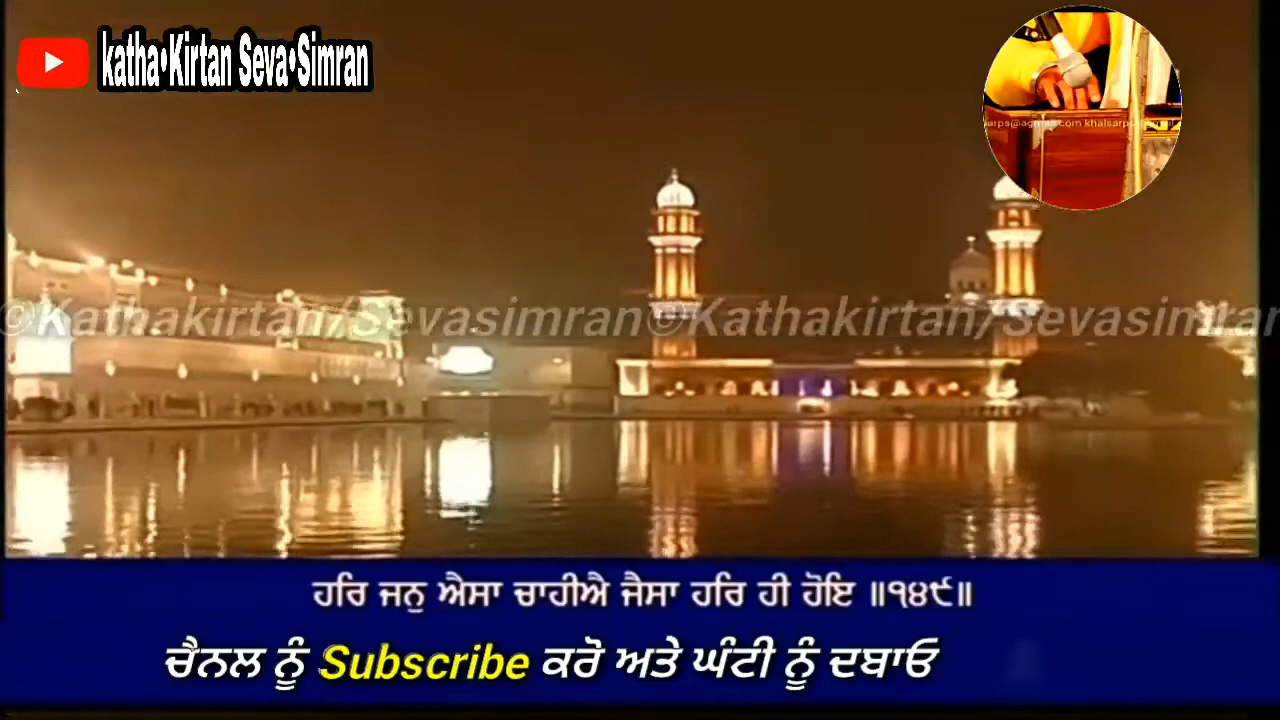 katha•Kirtan Seva•Simran
©Kathakirtan/Sevasimran©Kathakirtan/Sevasimran
ਹਰਿ ਜਨੁ ਐਸਾ ਚਾਹੀਐ ਜੈਸਾ ਹਰਿ ਹੀ ਹੋਇ ॥੧੪੯॥
ਚੈਨਲ ਨੂੰ Subscribe ਕਰੋ ਅਤੇ ਘੰਟੀ ਨੂੰ ਦਬਾਓ